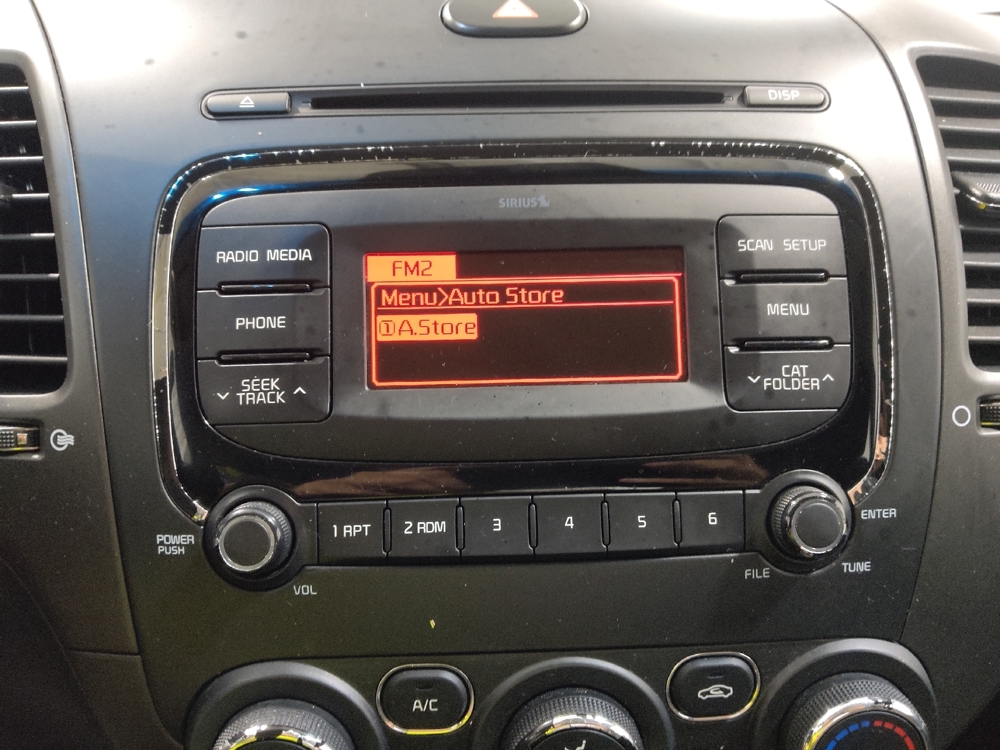 DISP
SIRIUS
RADIO MEDIA
PHONE
SEEK
TRACK
FM2
Menu>Auto Store
①A.Store
SCAN SETUP
MENU
CAT
FOLDER
POWER
PUSH
VOL
1 RPT
2 RDM
3
4
5
6
ENTER
FILE
TUNE
A/C